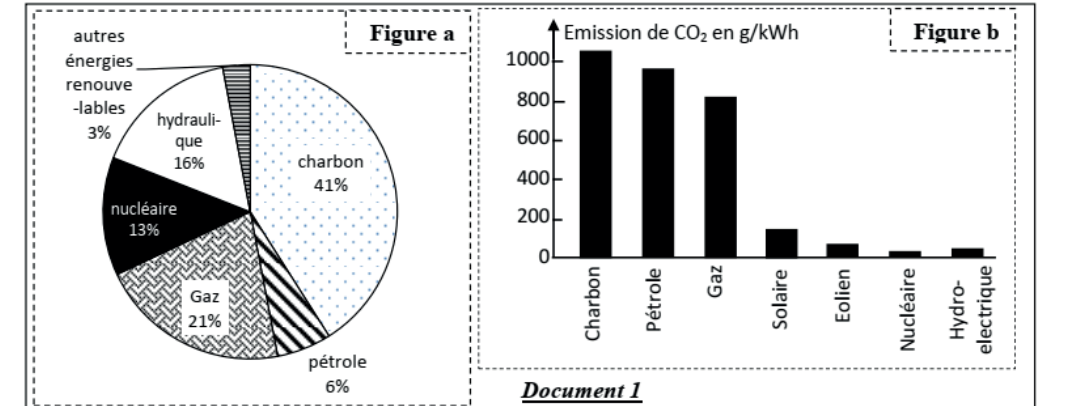 Figure a
autres
énergies
renouve
-lables
3%
hydrauli-
que
16%
charbon
41%
nucléaire
13%
Gaz
21%
pétrole
6%
Figure b
Emission de CO₂ en g/kWh
1000
800
600
400
200
0
Charbon
Pétrole
Gaz
Solaire
Eolien
Nucléaire
Hydro-
electrique
Document 1